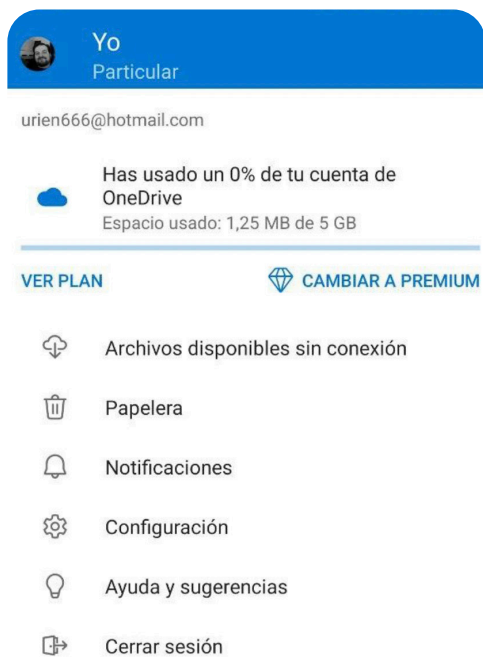 Yo
Particular
urien666@hotmail.com
Has usado un 0% de tu cuenta de
OneDrive
Espacio usado: 1,25 MB de 5 GB
VER PLAN
CAMBIAR A PREMIUM
Archivos disponibles sin conexión
Papelera
Notificaciones
Configuración
Ayuda y sugerencias
Cerrar sesión